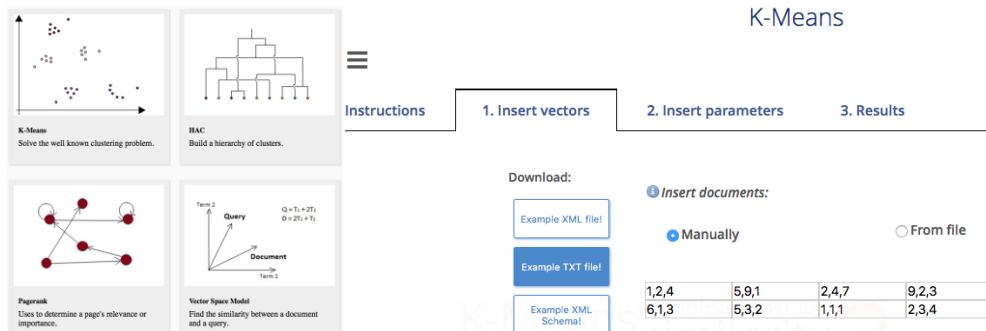 K-Means
Solve the well known clustering problem.
HAC
Build a hierarchy of clusters.
Term 2
Query
Q = T₁ + 2T₂
D = 2T₁ + T₂
Document
Term 1
Pagerank
Uses to determine a page's relevance or
importance.
Vector Space Model
Find the similarity between a document
and a query.
K-Means
Instructions
1. Insert vectors
2. Insert parameters
3. Results
Download:
Example XML file!
Example TXT file!
Example XML
Schema!
Insert documents:
Manually
From file
1,2,4 5,9,1 2,4,7 9,2,3
6,1,3 5,3,2 1,1,1 2,3,4